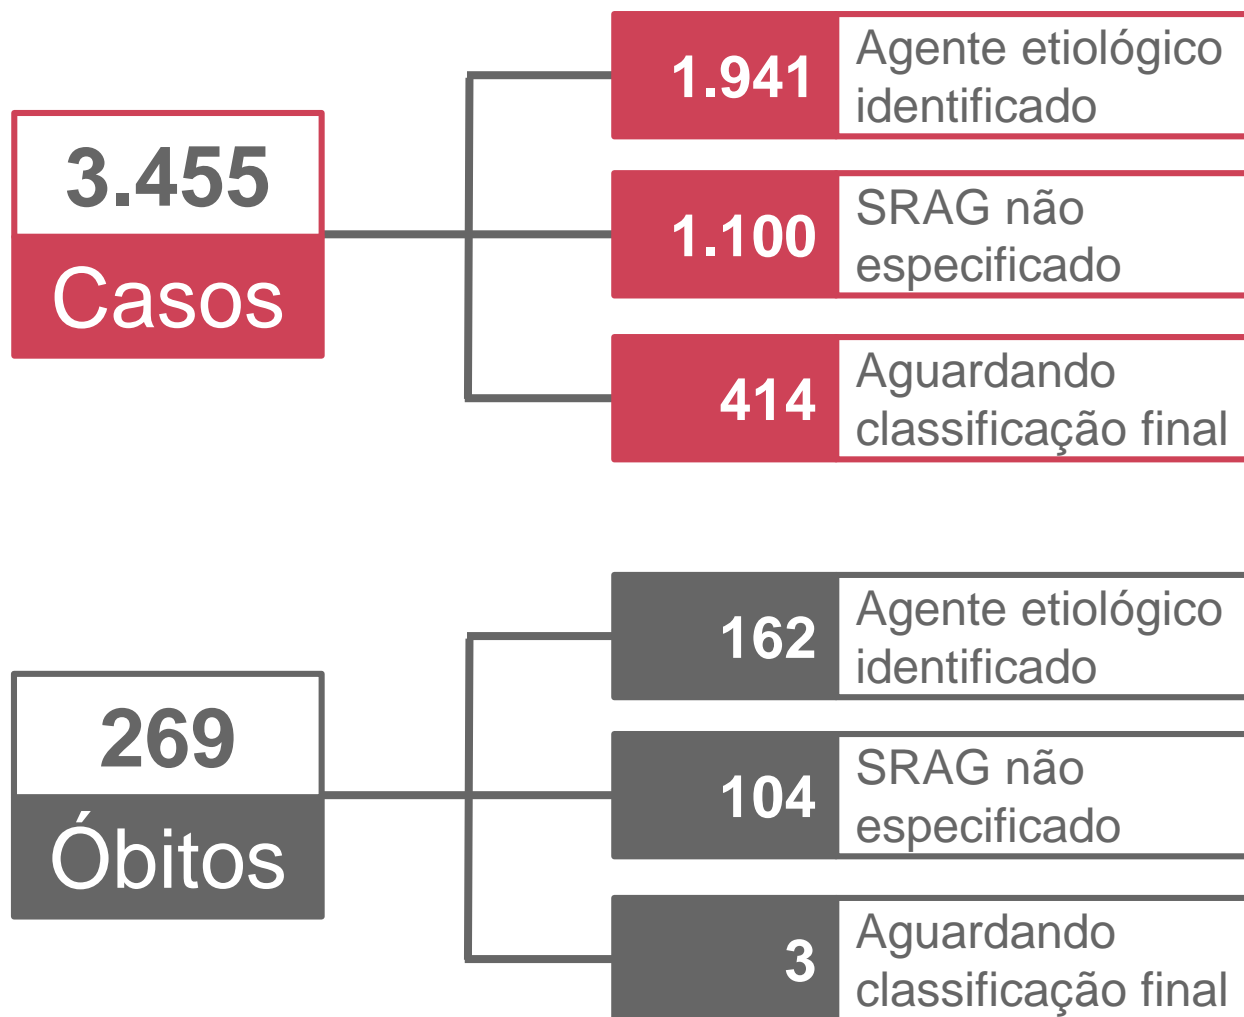 3.455
Casos
1.941
Agente etiológico
identificado
1.100
SRAG não
especificado
414
Aguardando
classificação final
269
Óbitos
162
Agente etiológico
identificado
104
SRAG não
especificado
3
Aguardando
classificação final